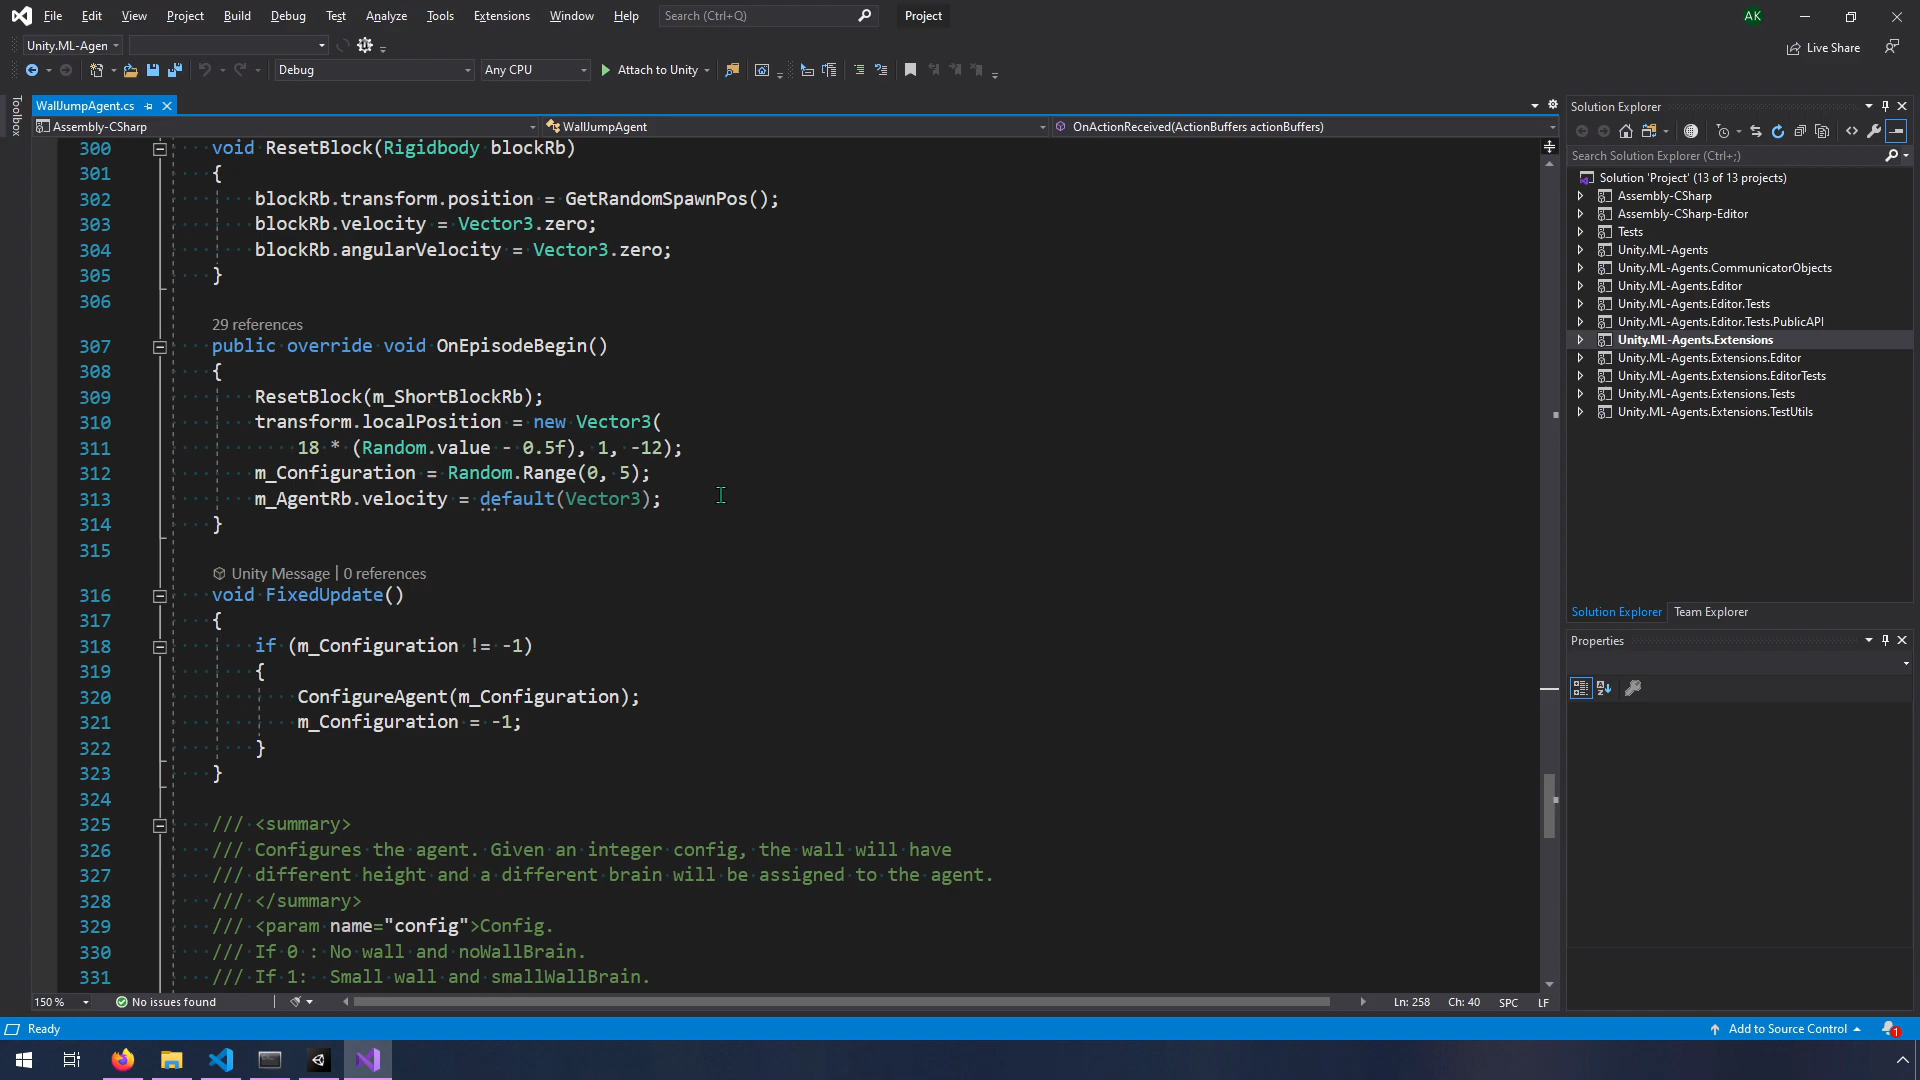 File Edit View Project Build Debug Test Analyze Tools Extensions Window Help Search (Ctrl+Q) Project AK
Unity.ML-Agen Live Share
Debug Any CPU Attach to Unity
Toolbox
WallJumpAgent.cs
Assembly-CSharp WallJumpAgent OnActionReceived(ActionBuffers actionBuffers)
300 void ResetBlock(Rigidbody blockRb)
301 {
302 blockRb.transform.position = GetRandomSpawnPos();
303 blockRb.velocity = Vector3.zero;
304 blockRb.angularVelocity = Vector3.zero;
305 }
306
29 references
307 public override void OnEpisodeBegin()
308 {
309 ResetBlock(m_ShortBlockRb);
310 transform.localPosition = new Vector3(
311 18 * (Random.value - 0.5f), 1, -12);
312 m_Configuration = Random.Range(0, 5);
313 m_AgentRb.velocity = default(Vector3);
314 }
315
Unity Message | 0 references
316 void FixedUpdate()
317 {
318 if (m_Configuration != -1)
319 {
320 ConfigureAgent(m_Configuration);
321 m_Configuration = -1;
322 }
323 }
324
325 /// <summary>
326 /// Configures the agent. Given an integer config, the wall will have
327 /// different height and a different brain will be assigned to the agent.
328 /// </summary>
329 /// <param name="config">Config.
330 /// If 0 : No wall and noWallBrain.
331 /// If 1: Small wall and smallWallBrain.
150 % No issues found Ln: 258 Ch: 40 SPC LF
Solution Explorer
Search Solution Explorer (Ctrl+;)
Solution 'Project' (13 of 13 projects)
Assembly-CSharp
Assembly-CSharp-Editor
Tests
Unity.ML-Agents
Unity.ML-Agents.CommunicatorObjects
Unity.ML-Agents.Editor
Unity.ML-Agents.Editor.Tests
Unity.ML-Agents.Editor.Tests.PublicAPI
Unity.ML-Agents.Extensions
Unity.ML-Agents.Extensions.Editor
Unity.ML-Agents.Extensions.EditorTests
Unity.ML-Agents.Extensions.Tests
Unity.ML-Agents.Extensions.TestUtils
Solution Explorer Team Explorer
Properties
Ready Add to Source Control 1